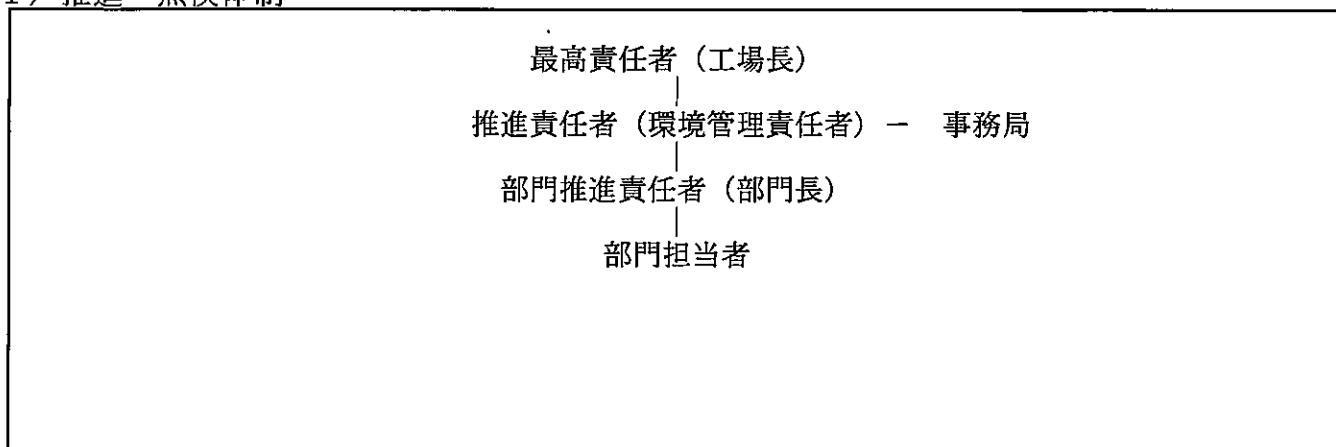 最高責任者（工場長）
推進責任者（環境管理責任者）－ 事務局
部門推進責任者（部門長）
部門担当者